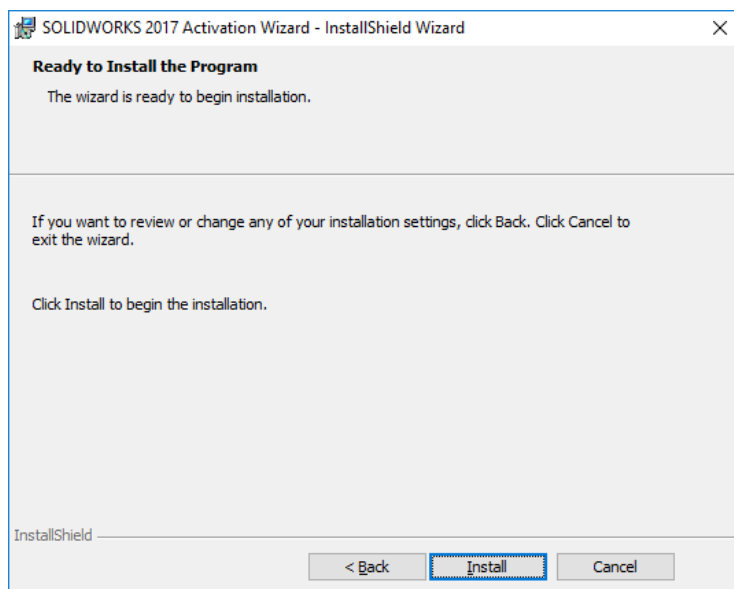 SOLIDWORKS 2017 Activation Wizard - InstallShield Wizard
Ready to Install the Program
The wizard is ready to begin installation.
If you want to review or change any of your installation settings, click Back. Click Cancel to
exit the wizard.
Click Install to begin the installation.
InstallShield
< Back Install Cancel